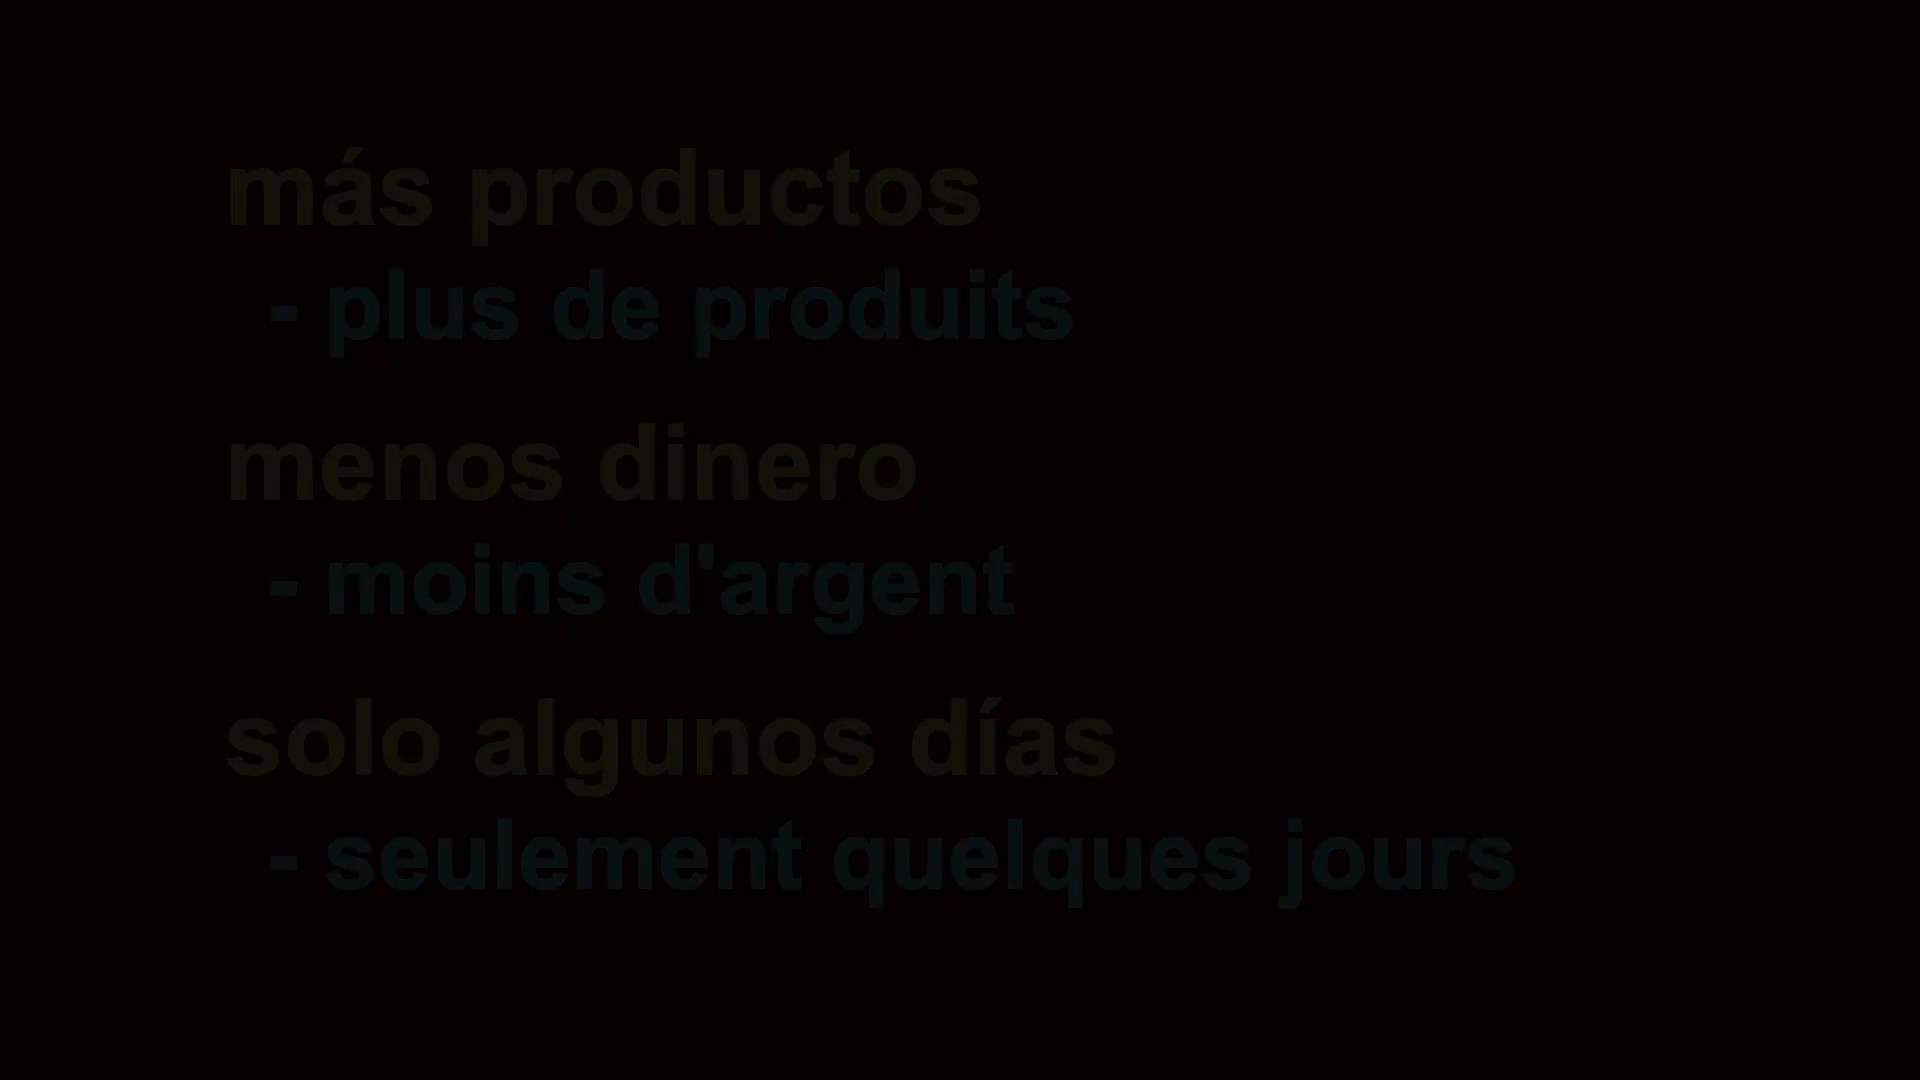 más productos
- plus de produits
menos dinero
- moins d'argent
solo algunos días
- seulement quelques jours